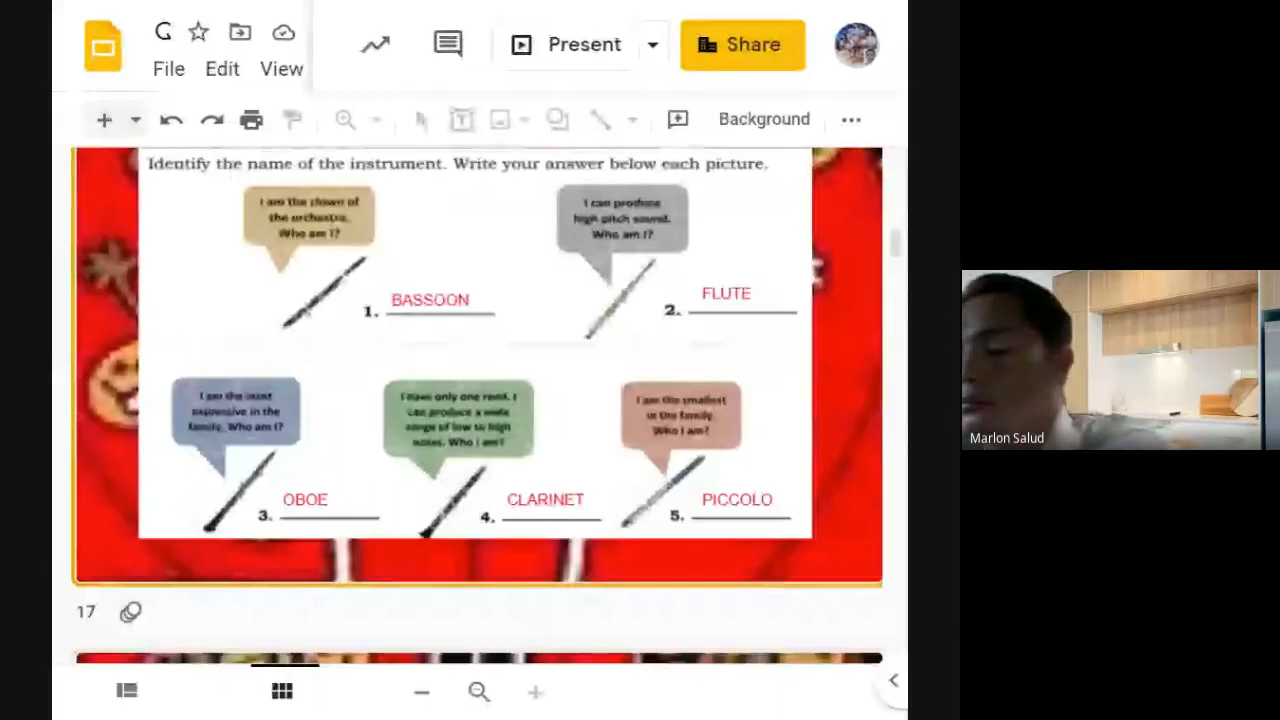 Present
Share
File Edit View
Background
Identify the name of the instrument. Write your answer below each picture.
I am the clown of
the orchestra.
Who am I?
I can produce
high pitch sound.
Who am I?
1. BASSOON
2. FLUTE
I am the most
expensive in the
family. Who am I?
I have only one reed. I
can produce a wide
range of low to high
notes. Who I am?
I am the smallest
in the family.
Who I am?
3. OBOE
4. CLARINET
5. PICCOLO
17
Marlon Salud